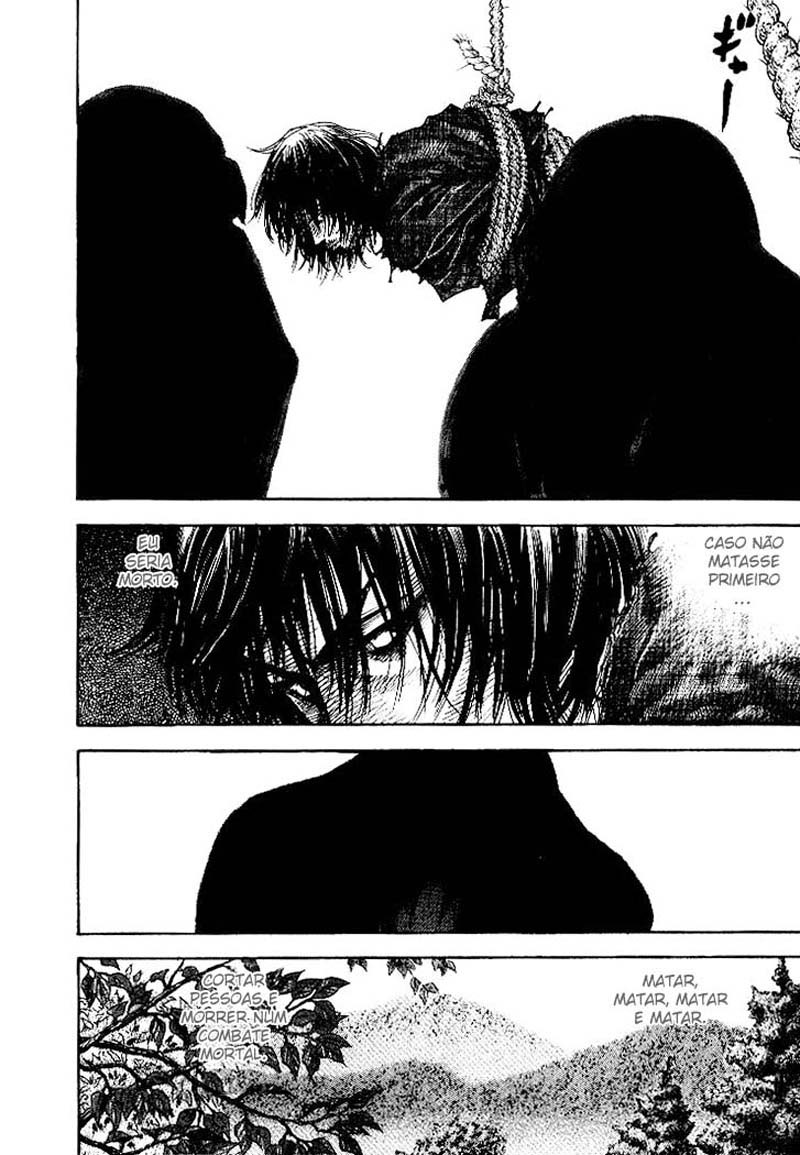 ギャー
CASO NÃO
MATASSE
PRIMEIRO
...
EU
SERIA
MORTO.
MATAR,
MATAR, MATAR
E MATAR.
CORTAR
PESSOAS E
MORRER NUM
COMBATE
MORTAL.